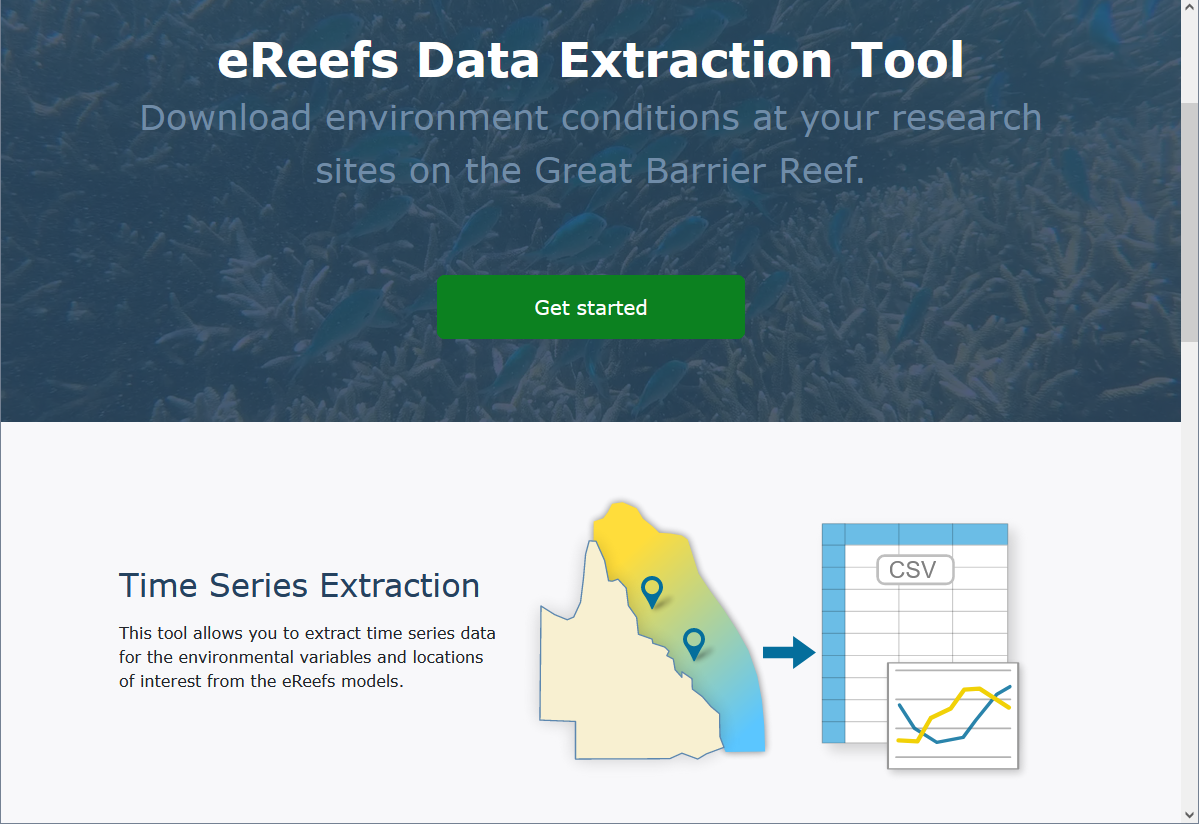 eReefs Data Extraction Tool
Download environment conditions at your research
sites on the Great Barrier Reef.
Get started
Time Series Extraction
This tool allows you to extract time series data
for the environmental variables and locations
of interest from the eReefs models.
CSV